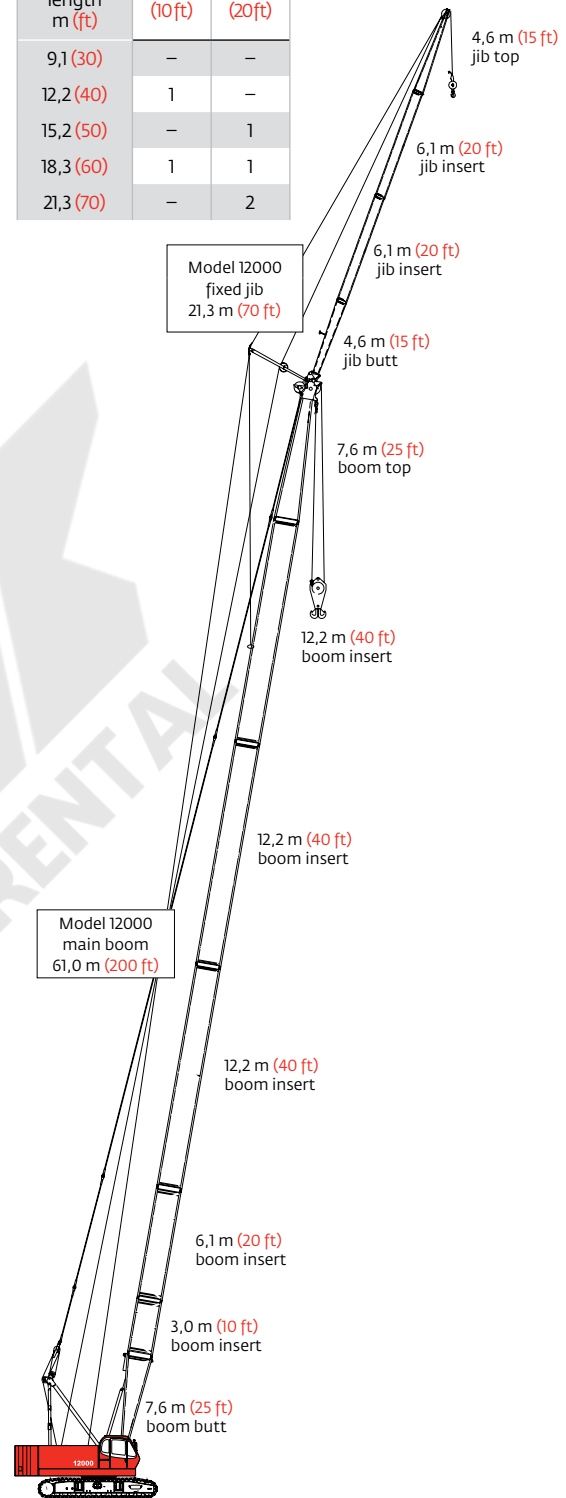 length
m (ft)
(10 ft)
(20ft)
9,1 (30) – –
12,2 (40) 1 –
15,2 (50) – 1
18,3 (60) 1 1
21,3 (70) – 2
4,6 m (15 ft)
jib top
6,1 m (20 ft)
jib insert
6,1 m (20 ft)
jib insert
Model 12000
fixed jib
21,3 m (70 ft)
4,6 m (15 ft)
jib butt
7,6 m (25 ft)
boom top
12,2 m (40 ft)
boom insert
12,2 m (40 ft)
boom insert
Model 12000
main boom
61,0 m (200 ft)
12,2 m (40 ft)
boom insert
6,1 m (20 ft)
boom insert
3,0 m (10 ft)
boom insert
7,6 m (25 ft)
boom butt
12000
RENTAL